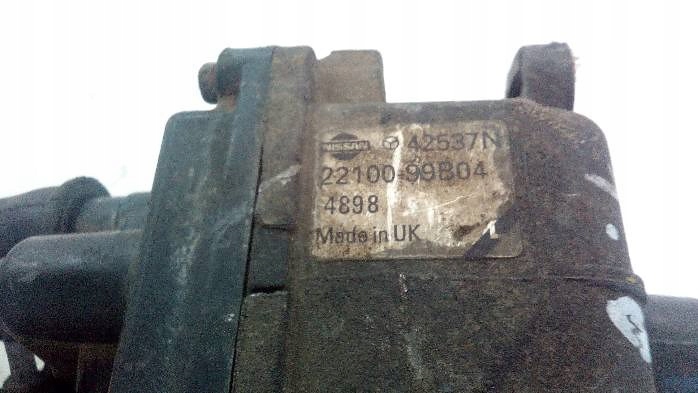 NISSAN 42537N
22100-99B04
4898
Made in UK